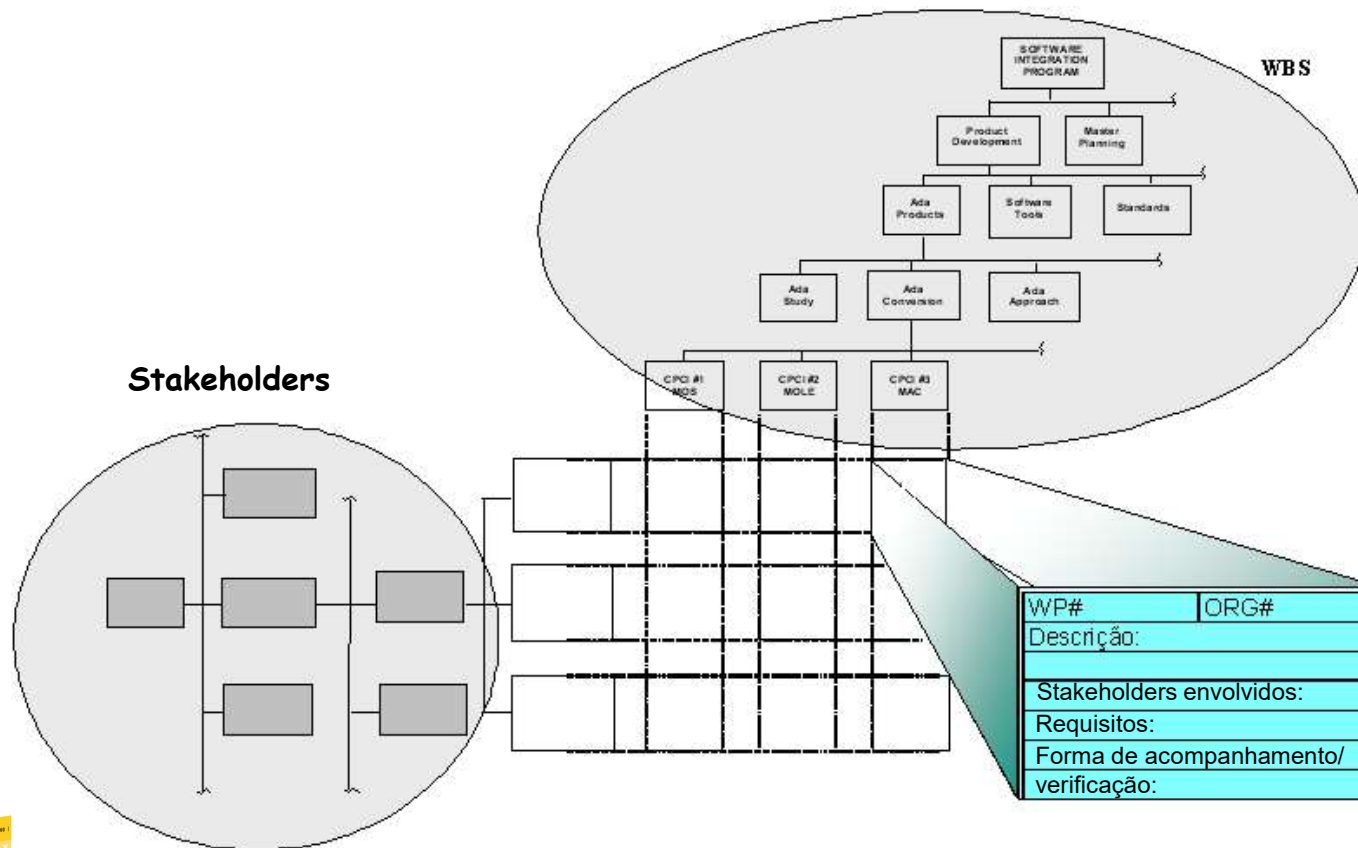 SOFTWARE
INTEGRATION
PROGRAM
WBS
Product
Development
Master
Planning
Ada
Products
Software
Tools
Standards
Ada
Study
Ada
Conversion
Ada
Approach
Stakeholders
CPCI #1
MOS
CPCI #2
MOLE
CPCI #3
MAC
WP#
ORG#
Descrição:
Stakeholders envolvidos:
Requisitos:
Forma de acompanhamento/
verificação: